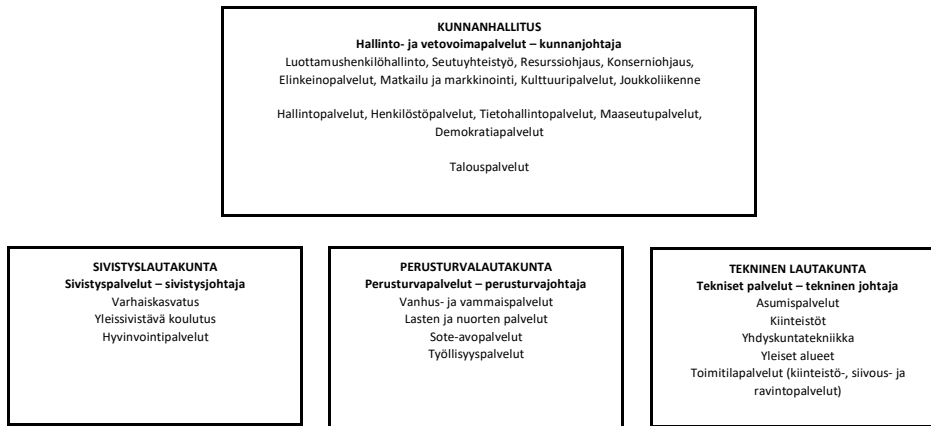 KUNNANHALLITUS
Hallinto- ja vetovoimapalvelut – kunnanjohtaja
Luottamushenkilöhallinto, Seutuyhteistyö, Resurssiohjaus, Konserniohjaus,
Elinkeinopalvelut, Matkailu ja markkinointi, Kulttuuripalvelut, Joukkoliikenne
Hallintopalvelut, Henkilöstöpalvelut, Tietohallintopalvelut, Maaseutupalvelut,
Demokratiapalvelut
Talouspalvelut
SIVISTYSLAUTAKUNTA
Sivistyspalvelut – sivistysjohtaja
Varhaiskasvatus
Yleissivistävä koulutus
Hyvinvointipalvelut
PERUSTURVALAUTAKUNTA
Perusturvapalvelut – perusturvajohtaja
Vanhus- ja vammaispalvelut
Lasten ja nuorten palvelut
Sote-avopalvelut
Työllisyyspalvelut
TEKNINEN LAUTAKUNTA
Tekniset palvelut – tekninen johtaja
Asumispalvelut
Kiinteistöt
Yhdyskuntatekniikka
Yleiset alueet
Toimitilapalvelut (kiinteistö-, siivous- ja
ravintopalvelut)